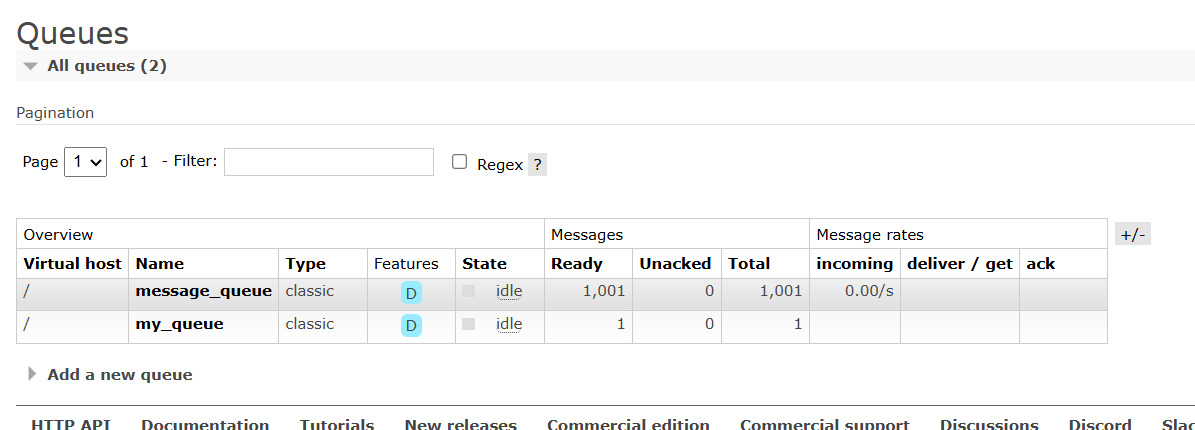 Queues
All queues (2)
Pagination
Page 1 of 1 - Filter: Regex ?
Overview Messages Message rates +/-
Virtual host Name Type Features State Ready Unacked Total incoming deliver / get ack
/ message_queue classic D idle 1,001 0 1,001 0.00/s
/ my_queue classic D idle 1 0 1
Add a new queue
HTTP API Documentation Tutorials New releases Commercial edition Commercial support Discussions Discord Slac